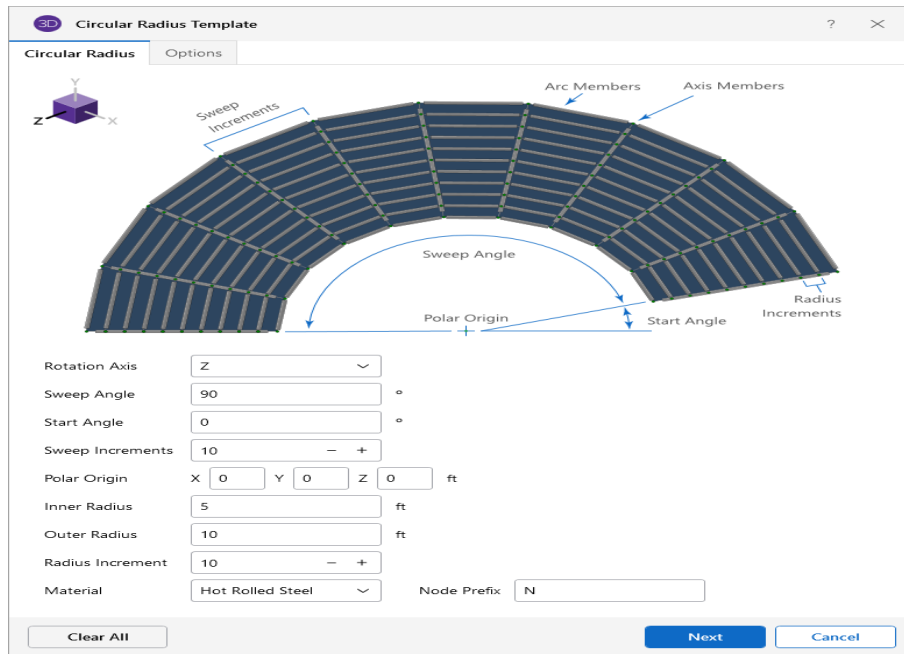 3D Circular Radius Template ?
Circular Radius Options
Y
Z X
Sweep
Increments
Arc Members
Axis Members
Sweep Angle
Polar Origin
Start Angle
Radius
Increments
Rotation Axis Z
Sweep Angle 90 °
Start Angle 0 °
Sweep Increments 10 − +
Polar Origin X 0 Y 0 Z 0 ft
Inner Radius 5 ft
Outer Radius 10 ft
Radius Increment 10 − +
Material Hot Rolled Steel Node Prefix N
Clear All Next Cancel